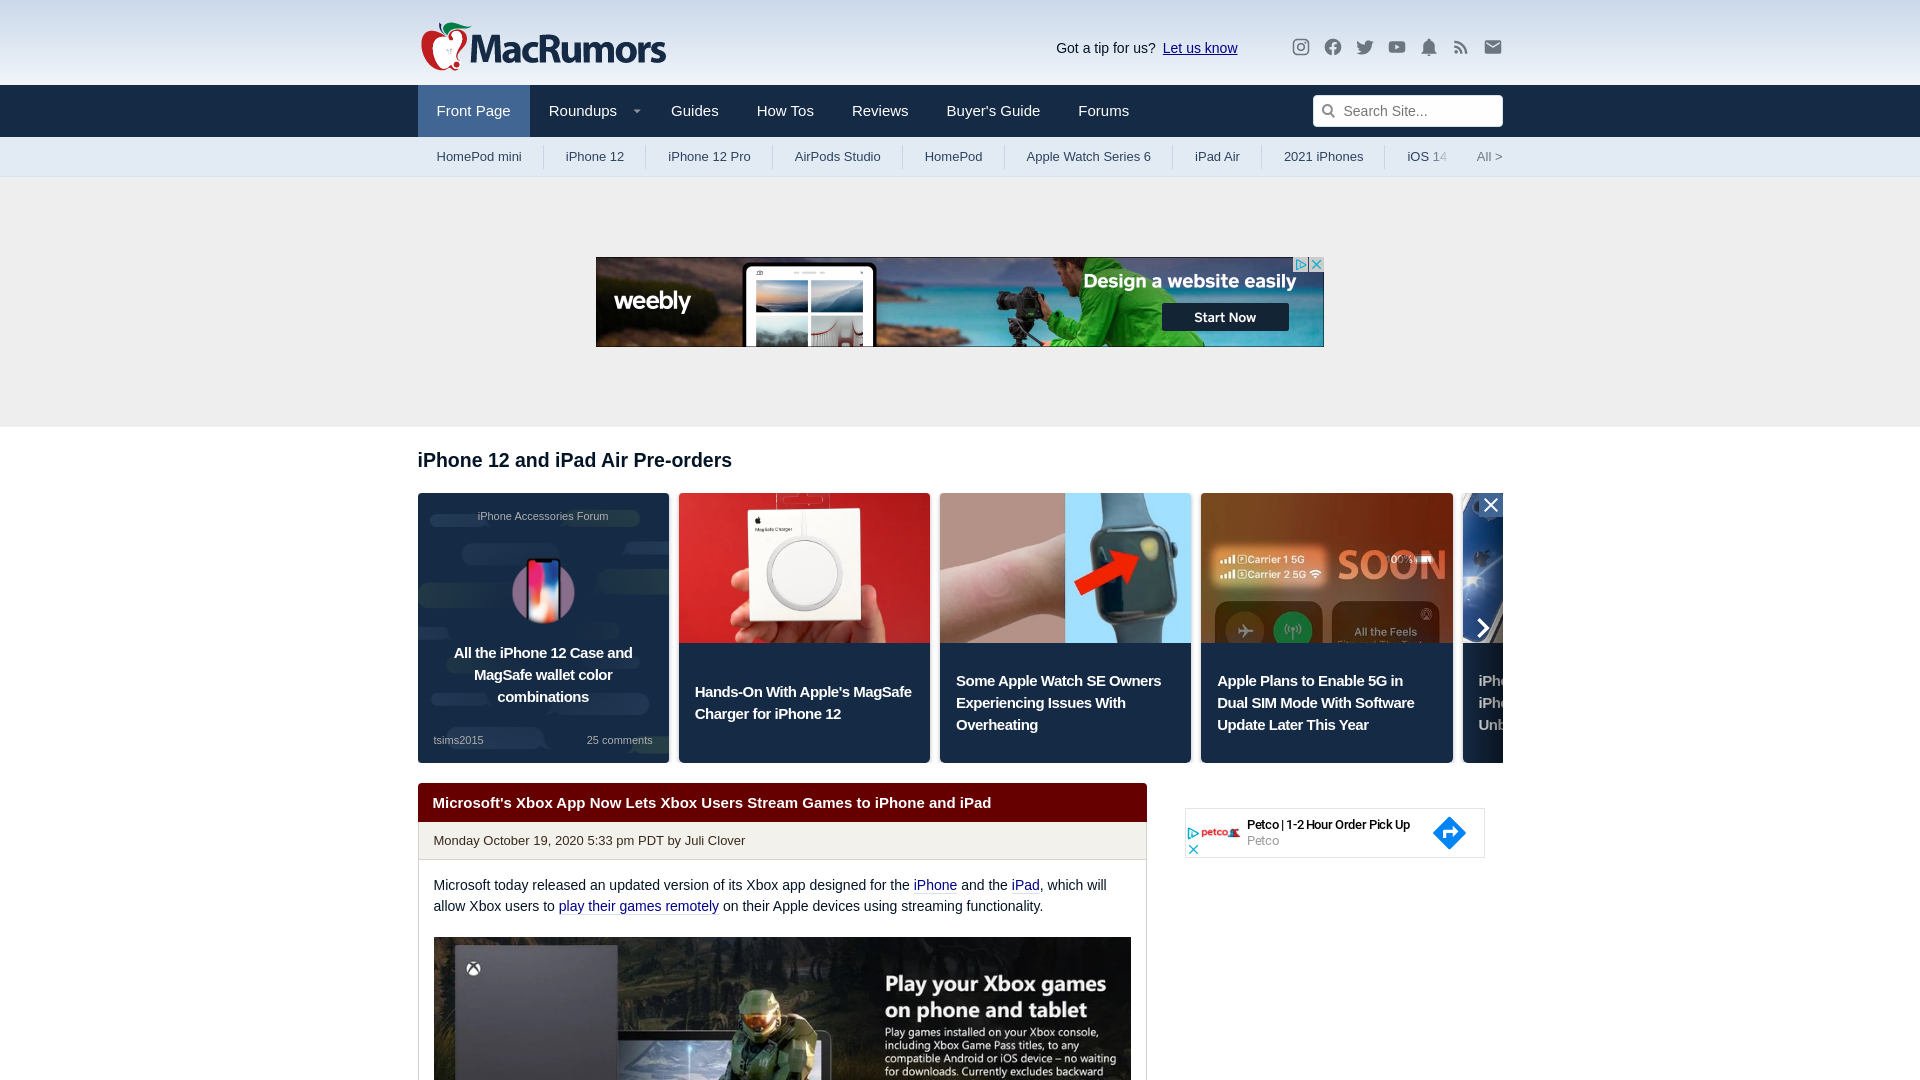 MacRumors
Got a tip for us? Let us know
Front Page
Roundups
Guides
How Tos
Reviews
Buyer's Guide
Forums
Search Site...
HomePod mini
iPhone 12
iPhone 12 Pro
AirPods Studio
HomePod
Apple Watch Series 6
iPad Air
2021 iPhones
iOS 14
All >
weebly
Design a website easily
Start Now
iPhone 12 and iPad Air Pre-orders
iPhone Accessories Forum
All the iPhone 12 Case and
MagSafe wallet color
combinations
tsims2015
25 comments
MagSafe Charger
Hands-On With Apple's MagSafe
Charger for iPhone 12
Some Apple Watch SE Owners
Experiencing Issues With
Overheating
Carrier 1 5G
Carrier 2 5G
SOON
100%
All the Feels
Apple Plans to Enable 5G in
Dual SIM Mode With Software
Update Later This Year
Microsoft's Xbox App Now Lets Xbox Users Stream Games to iPhone and iPad
Monday October 19, 2020 5:33 pm PDT by Juli Clover
Microsoft today released an updated version of its Xbox app designed for the iPhone and the iPad, which will
allow Xbox users to play their games remotely on their Apple devices using streaming functionality.
Play your Xbox games
on phone and tablet
Play games installed on your Xbox console,
including Xbox Game Pass titles, to any
compatible Android or iOS device – no waiting
for downloads. Currently excludes backward
petco
Petco | 1-2 Hour Order Pick Up
Petco